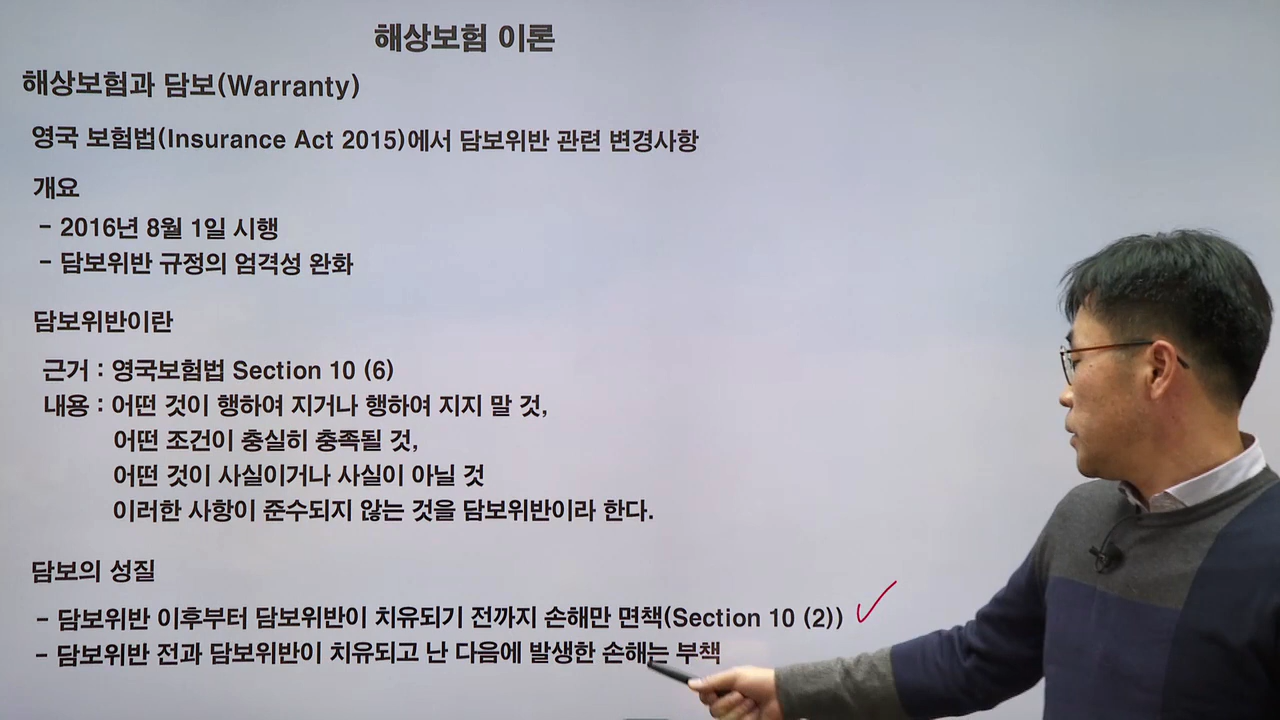 해상보험 이론
해상보험과 담보(Warranty)
영국 보험법(Insurance Act 2015)에서 담보위반 관련 변경사항
개요
- 2016년 8월 1일 시행
- 담보위반 규정의 엄격성 완화
담보위반이란
근거 : 영국보험법 Section 10 (6)
내용 : 어떤 것이 행하여 지거나 행하여 지지 말 것,
어떤 조건이 충실히 충족될 것,
어떤 것이 사실이거나 사실이 아닐 것
이러한 사항이 준수되지 않는 것을 담보위반이라 한다.
담보의 성질
- 담보위반 이후부터 담보위반이 치유되기 전까지 손해만 면책(Section 10 (2))
- 담보위반 전과 담보위반이 치유되고 난 다음에 발생한 손해는 부책